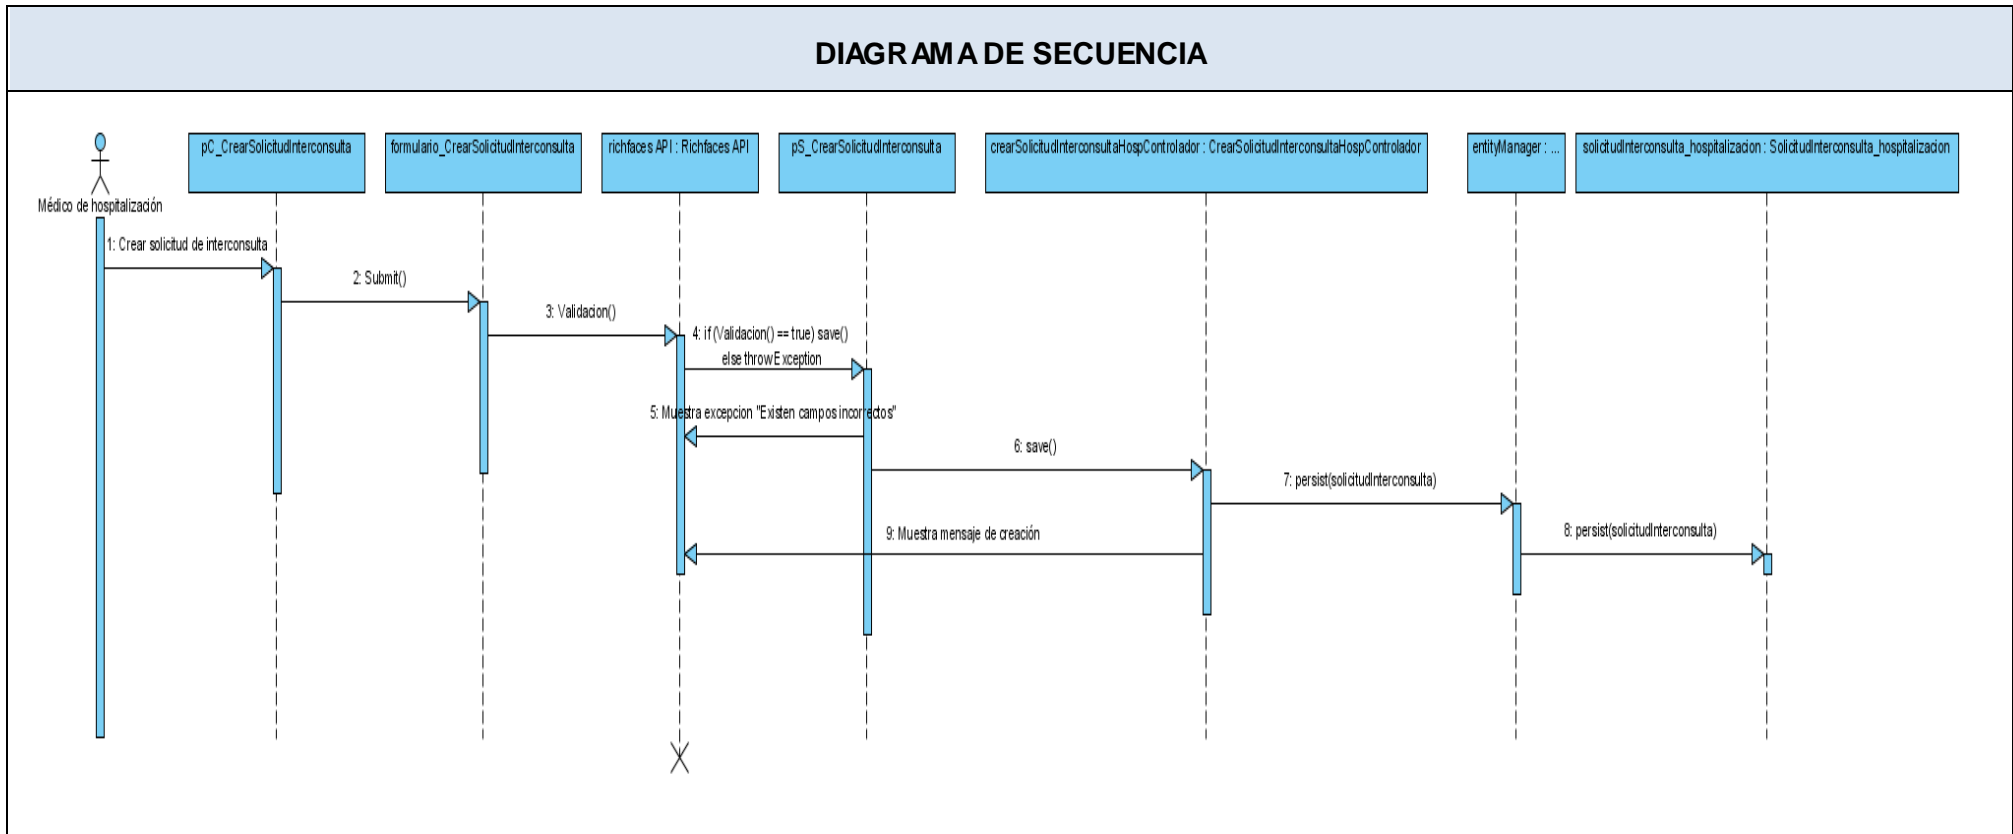 DIAGRAMA DE SECUENCIA
pC_CrearSolicitudInterconsulta
formulario_CrearSolicitudInterconsulta
richfaces API : Richfaces API
pS_CrearSolicitudInterconsulta
crearSolicitudInterconsultaHospControlador : CrearSolicitudInterconsultaHospControlador
entityManager : ...
solicitudInterconsulta_hospitalizacion : SolicitudInterconsulta_hospitalizacion
Médico de hospitalización
1: Crear solicitud de interconsulta
2: Submit()
3: Validacion()
4: if (Validacion() == true) save()
else throwException
5: Muestra excepcion "Existen campos incorrectos"
6: save()
7: persist(solicitudInterconsulta)
8: persist(solicitudInterconsulta)
9: Muestra mensaje de creación